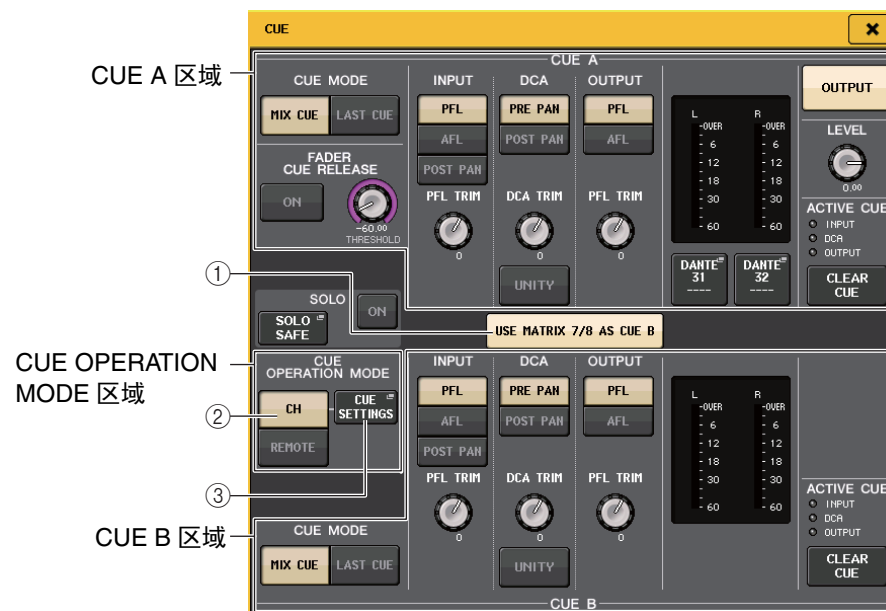 CUE
CUE A 区域
CUE A
CUE MODE
INPUT
DCA
OUTPUT
OUTPUT
MIX CUE
LAST CUE
PFL
PRE PAN
PFL
AFL
POST PAN
AFL
POST PAN
L
R
-OVER
-OVER
- 6
- 6
- 12
- 12
- 18
- 18
- 30
- 30
- 60
- 60
LEVEL
0.00
FADER
CUE RELEASE
ON
-60.00
THRESHOLD
PFL TRIM
DCA TRIM
PFL TRIM
0
0
0
UNITY
DANTE
31
----
DANTE
32
----
ACTIVE CUE
INPUT
DCA
OUTPUT
CLEAR
CUE
①
SOLO
ON
SOLO
SAFE
USE MATRIX 7/8 AS CUE B
CUE OPERATION
MODE 区域
CUE
OPERATION MODE
②
CH
CUE
SETTINGS
REMOTE
③
INPUT
DCA
OUTPUT
PFL
PRE PAN
PFL
AFL
POST PAN
AFL
POST PAN
L
R
-OVER
-OVER
- 6
- 6
- 12
- 12
- 18
- 18
- 30
- 30
- 60
- 60
PFL TRIM
DCA TRIM
PFL TRIM
0
0
0
UNITY
ACTIVE CUE
INPUT
DCA
OUTPUT
CLEAR
CUE
CUE B 区域
CUE MODE
MIX CUE
LAST CUE
CUE B